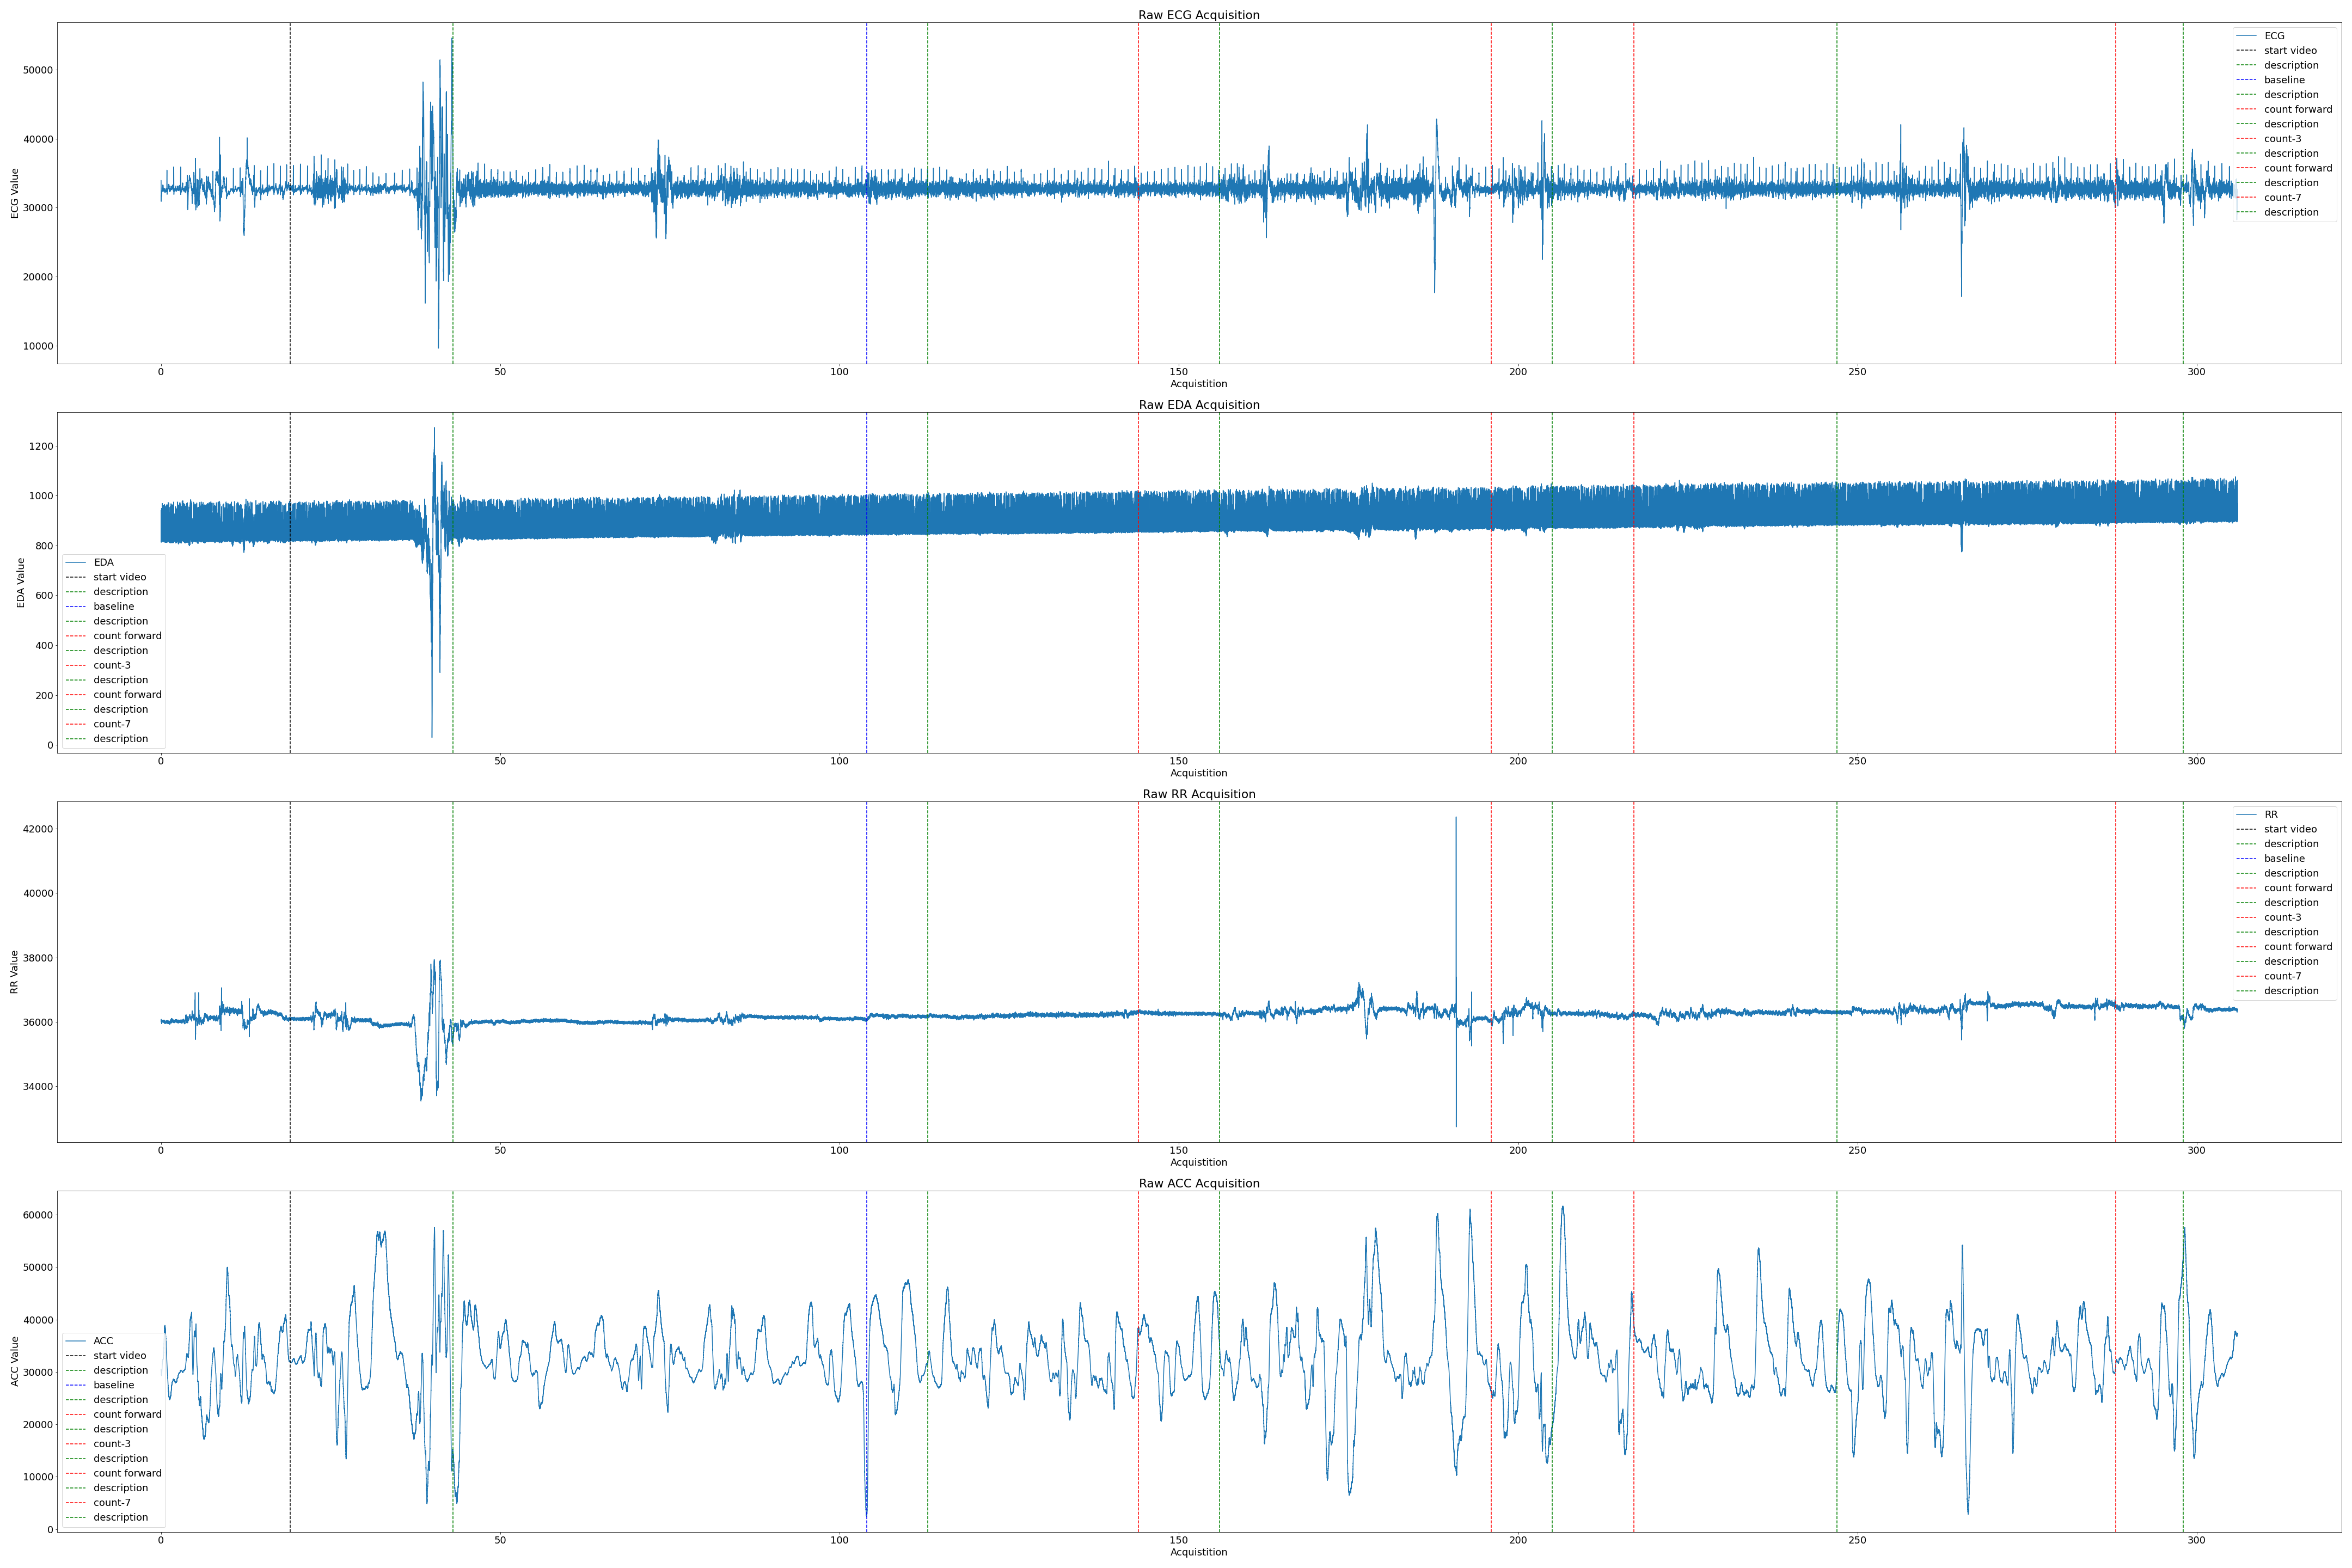 Raw ECG Acquisition
ECG Value
50000
40000
30000
20000
10000
0 50 100 150 200 250 300
Acquistition
ECG
start video
description
baseline
description
count forward
description
count-3
description
count forward
description
count-7
description
Raw EDA Acquisition
EDA Value
1200
1000
800
600
400
200
0
0 50 100 150 200 250 300
Acquistition
EDA
start video
description
baseline
description
count forward
description
count-3
description
count forward
description
count-7
description
Raw RR Acquisition
RR Value
42000
40000
38000
36000
34000
0 50 100 150 200 250 300
Acquistition
RR
start video
description
baseline
description
count forward
description
count-3
description
count forward
description
count-7
description
Raw ACC Acquisition
ACC Value
60000
50000
40000
30000
20000
10000
0
0 50 100 150 200 250 300
Acquistition
ACC
start video
description
baseline
description
count forward
description
count-3
description
count forward
description
count-7
description